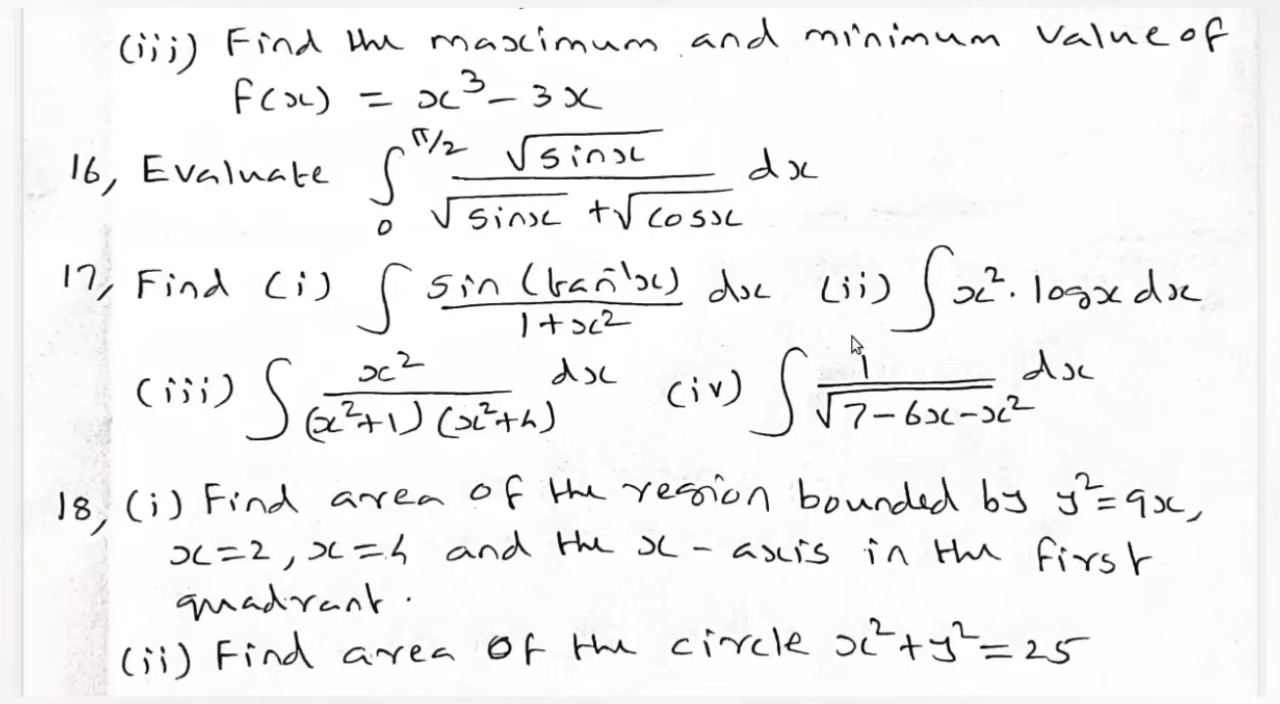 (iii) Find the maximum and minimum value of
f(x) = x³ - 3x
16, Evaluate ∫₀^(π/2) √sinx / (√sinx + √cosx) dx
17, Find (i) ∫ sin(tan⁻¹x) / (1+x²) dx (ii) ∫ x². logx dx
(iii) ∫ x² / ((x²+1)(x²+4)) dx (iv) ∫ 1 / √(7-6x-x²) dx
18, (i) Find area of the region bounded by y²=9x,
x=2, x=4 and the x-axis in the first
quadrant.
(ii) Find area of the circle x²+y²=25